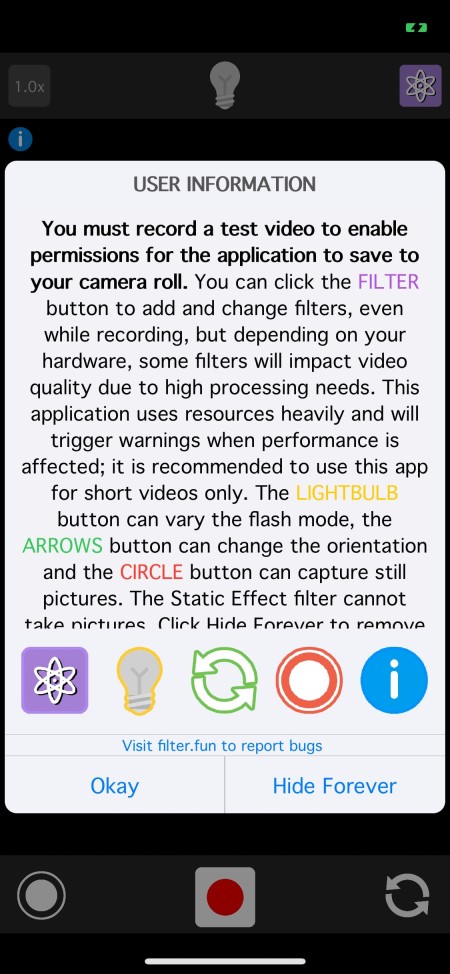 1.0x
USER INFORMATION
You must record a test video to enable
permissions for the application to save to
your camera roll. You can click the FILTER
button to add and change filters, even
while recording, but depending on your
hardware, some filters will impact video
quality due to high processing needs. This
application uses resources heavily and will
trigger warnings when performance is
affected; it is recommended to use this app
for short videos only. The LIGHTBULB
button can vary the flash mode, the
ARROWS button can change the orientation
and the CIRCLE button can capture still
pictures. The Static Effect filter cannot
take pictures. Click Hide Forever to remove
Visit filter.fun to report bugs
Okay
Hide Forever